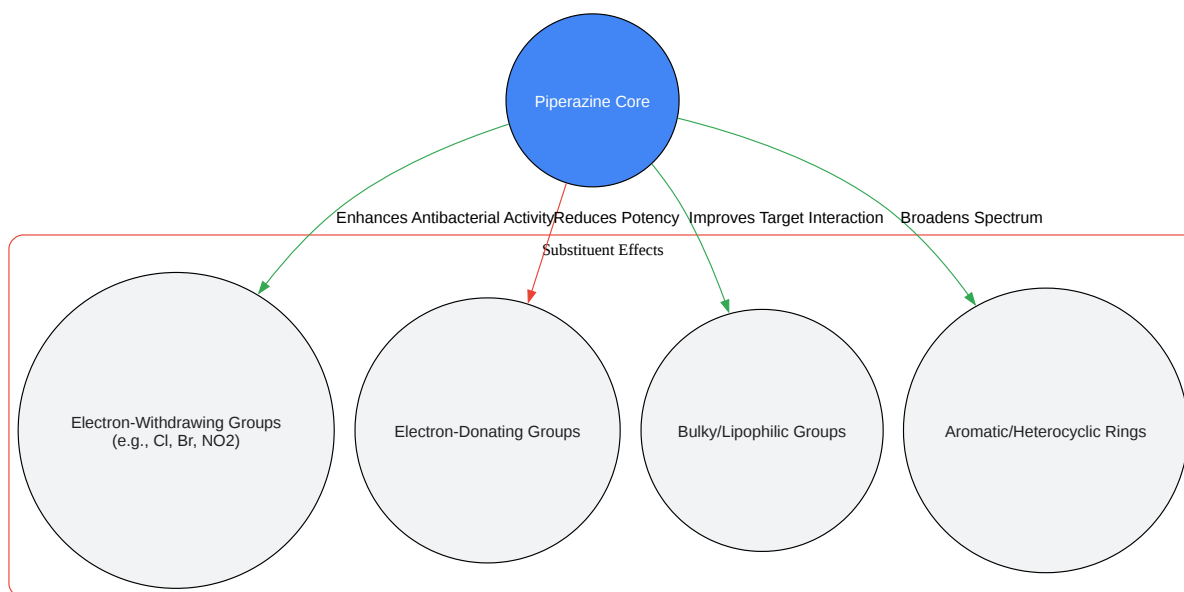 Piperazine Core
Enhances Antibacterial Activity
Reduces Potency
Improves Target Interaction
Broadens Spectrum
Substituent Effects
Electron-Withdrawing Groups
(e.g., Cl, Br, NO2)
Electron-Donating Groups
Bulky/Lipophilic Groups
Aromatic/Heterocyclic Rings